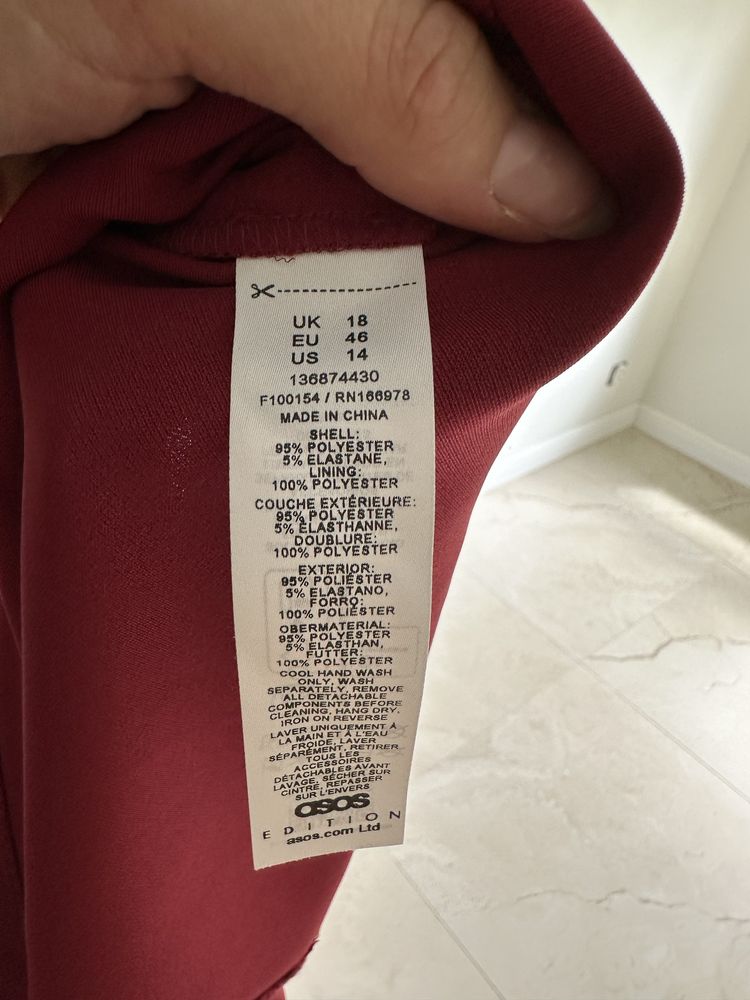 UK 18
EU 46
US 14
136874430
F100154 / RN166978
MADE IN CHINA
SHELL:
95% POLYESTER
5% ELASTANE,
LINING:
100% POLYESTER
COUCHE EXTÉRIEURE:
95% POLYESTER
5% ÉLASTHANNE,
DOUBLURE:
100% POLYESTER
EXTERIOR:
95% POLIÉSTER
5% ELASTANO,
FORRO:
100% POLIÉSTER
OBERMATERIAL:
95% POLYESTER
5% ELASTHAN,
FUTTER:
100% POLYESTER
COOL HAND WASH
ONLY, WASH
SEPARATELY, REMOVE
ALL DETACHABLE
COMPONENTS BEFORE
CLEANING, HANG DRY,
IRON ON REVERSE
LAVER UNIQUEMENT À
LA MAIN ET À L'EAU
FROIDE, LAVER
SÉPARÉMENT, RETIRER
TOUS LES
ACCESSOIRES
DÉTACHABLES AVANT
LAVAGE, SÉCHER SUR
CINTRE, REPASSER
SUR L'ENVERS
asos
EDITION
asos.com Ltd